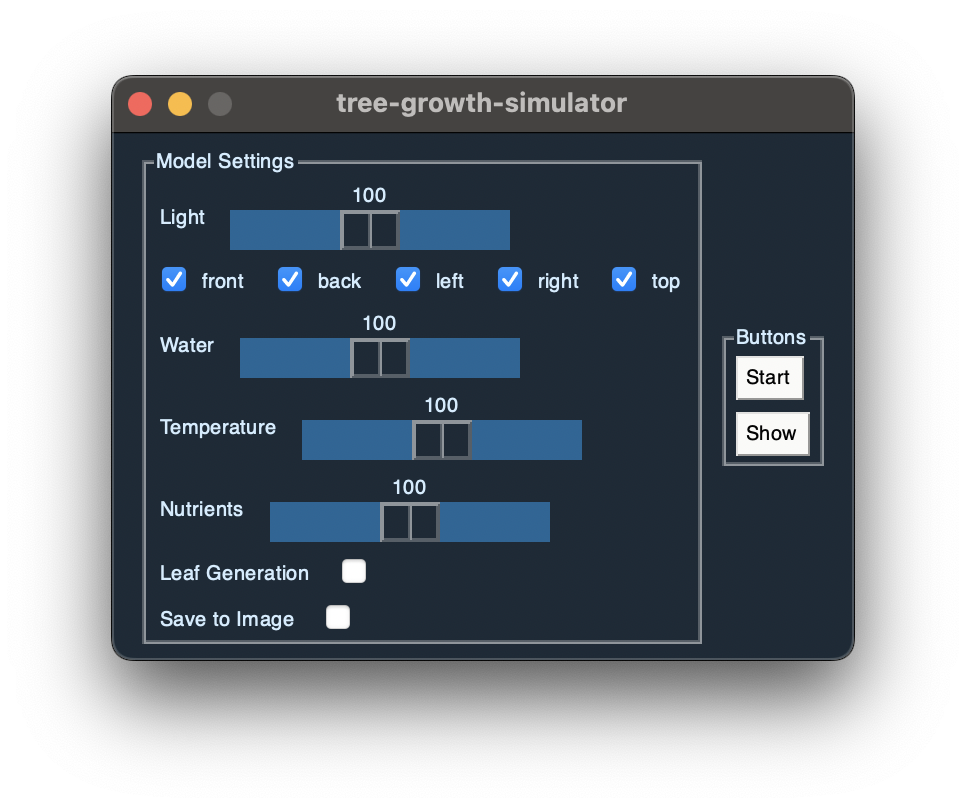 tree-growth-simulator
Model Settings
100
Light
front back left right top
100
Water
100
Temperature
100
Nutrients
Leaf Generation
Save to Image
Buttons
Start
Show